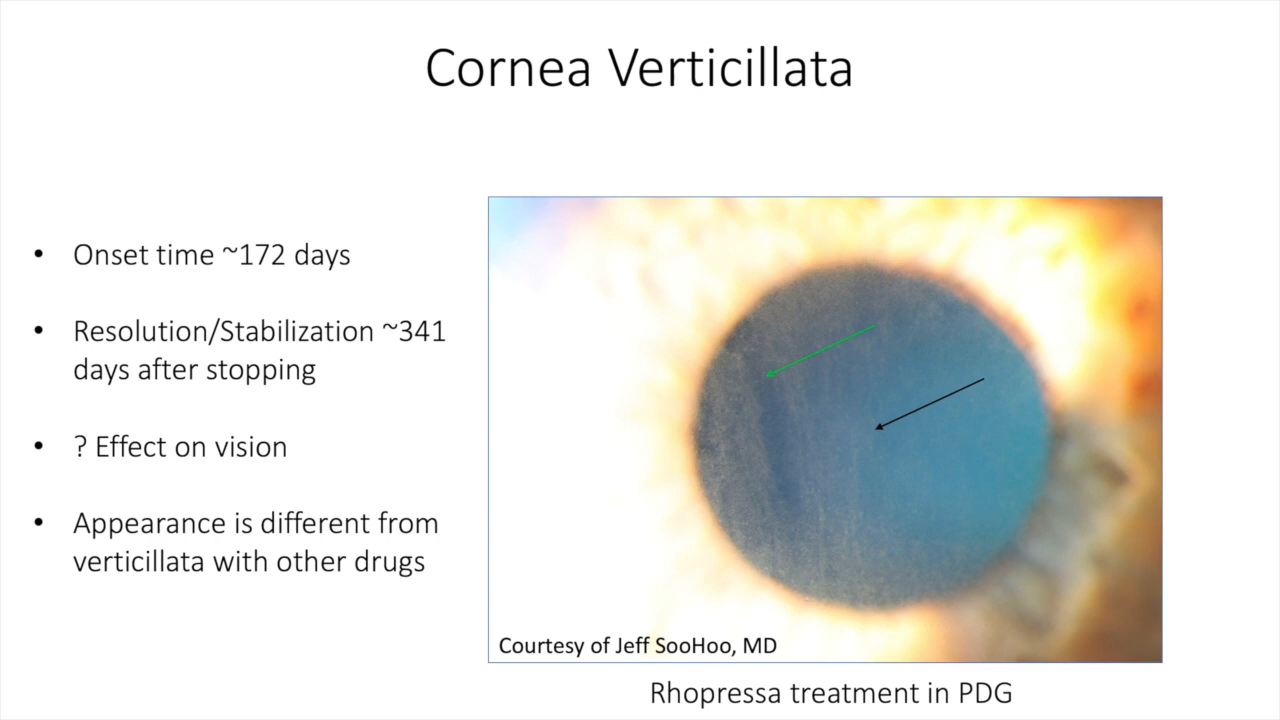 Cornea Verticillata
• Onset time ~172 days
• Resolution/Stabilization ~341
days after stopping
• ? Effect on vision
• Appearance is different from
verticillata with other drugs
Courtesy of Jeff SooHoo, MD
Rhopressa treatment in PDG